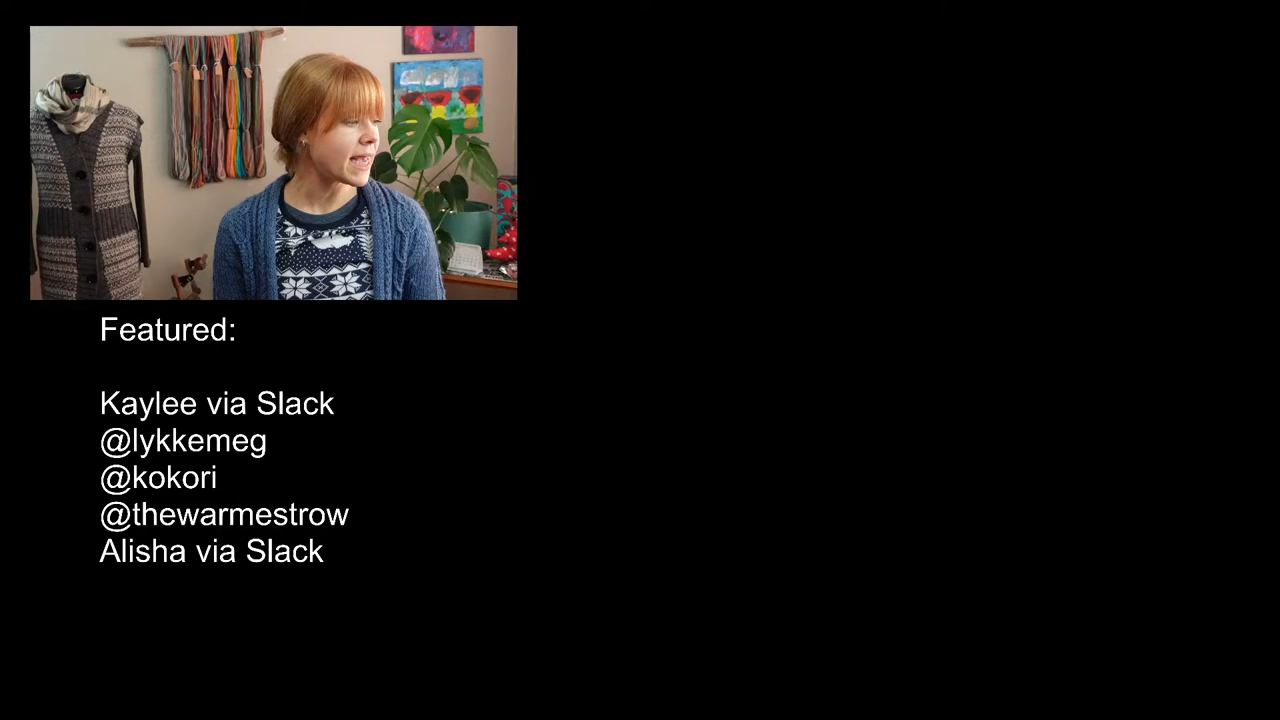 Featured:
Kaylee via Slack
@lykkemeg
@kokori
@thewarmestrow
Alisha via Slack